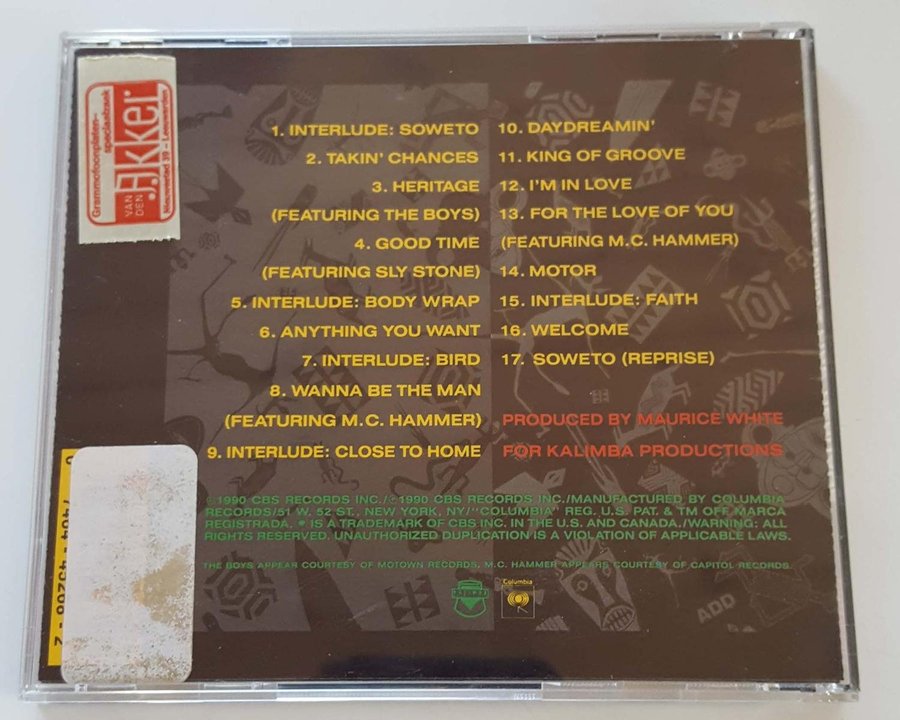 Grammofoonplaten-
speciaalzaak
VAN
DEN
AKKER
Nieuwestad 39 - Leeuwarden
1. INTERLUDE: SOWETO
2. TAKIN' CHANCES
3. HERITAGE
(FEATURING THE BOYS)
4. GOOD TIME
(FEATURING SLY STONE)
5. INTERLUDE: BODY WRAP
6. ANYTHING YOU WANT
7. INTERLUDE: BIRD
8. WANNA BE THE MAN
(FEATURING M.C. HAMMER)
9. INTERLUDE: CLOSE TO HOME
10. DAYDREAMIN'
11. KING OF GROOVE
12. I'M IN LOVE
13. FOR THE LOVE OF YOU
(FEATURING M.C. HAMMER)
14. MOTOR
15. INTERLUDE: FAITH
16. WELCOME
17. SOWETO (REPRISE)
PRODUCED BY MAURICE WHITE
FOR KALIMBA PRODUCTIONS
©1990 CBS RECORDS INC./℗1990 CBS RECORDS INC./MANUFACTURED BY COLUMBIA
RECORDS/51 W. 52 ST., NEW YORK, NY/"COLUMBIA" REG. U.S. PAT. & TM OFF MARCA
REGISTRADA. ® IS A TRADEMARK OF CBS INC. IN THE U.S. AND CANADA./WARNING: ALL
RIGHTS RESERVED. UNAUTHORIZED DUPLICATION IS A VIOLATION OF APPLICABLE LAWS.
THE BOYS APPEAR COURTESY OF MOTOWN RECORDS, M.C. HAMMER APPEARS COURTESY OF CAPITOL RECORDS.
Columbia
ADD